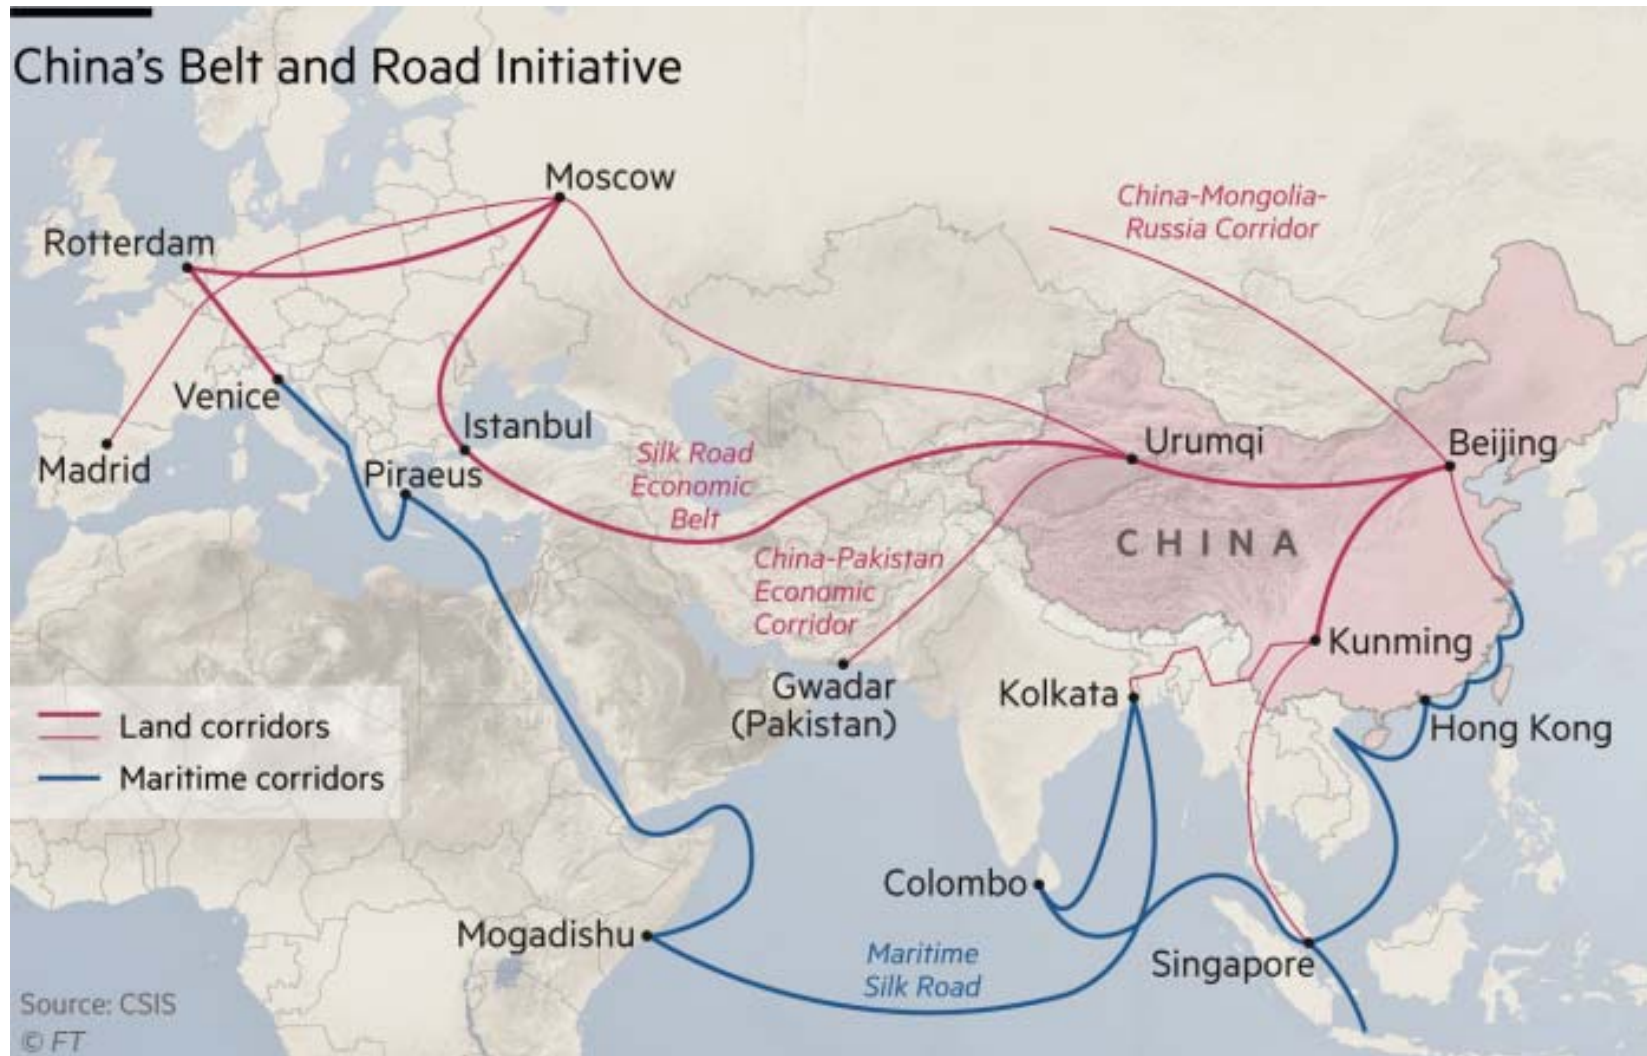 China's Belt and Road Initiative
Moscow
China-Mongolia-
Russia Corridor
Rotterdam
Venice
Istanbul
Urumqi
Beijing
Madrid
Piraeus
Silk Road
Economic
Belt
CHINA
China-Pakistan
Economic
Corridor
Kunming
Gwadar
(Pakistan)
Kolkata
Hong Kong
Land corridors
Maritime corridors
Colombo
Mogadishu
Maritime
Silk Road
Singapore
Source: CSIS
© FT